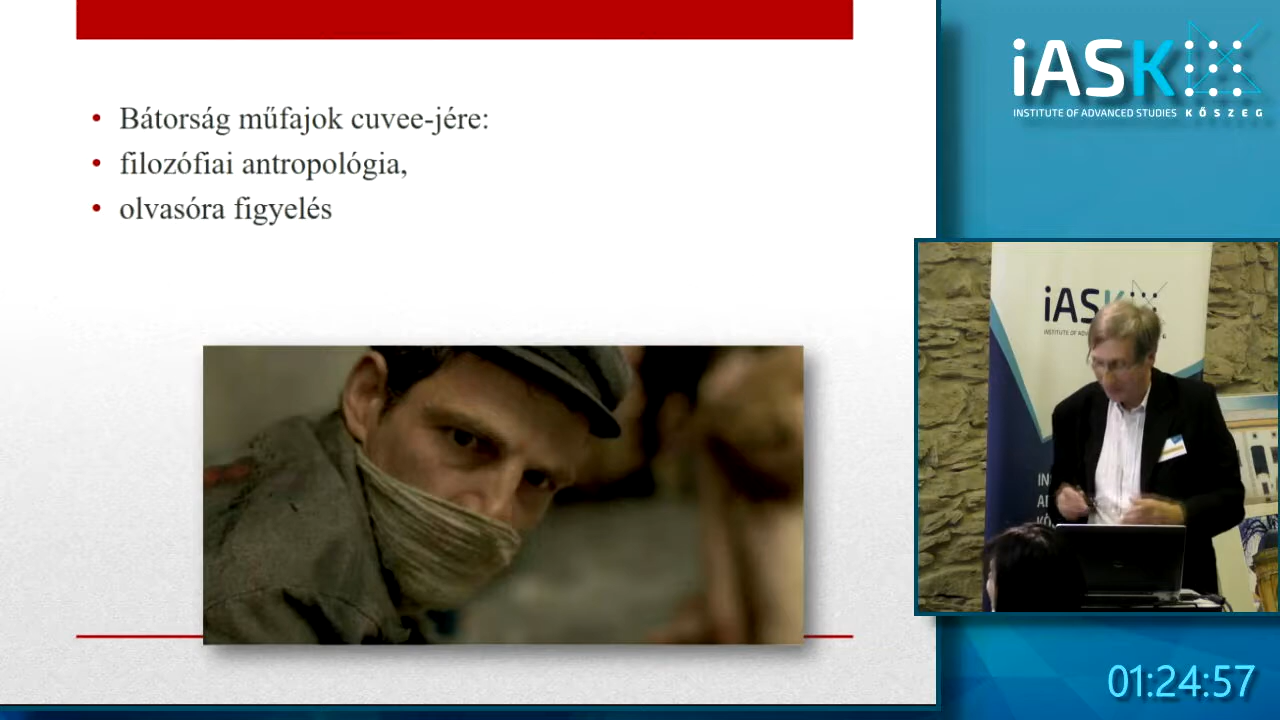 Bátorság műfajok cuvee-jére:
filozófiai antropológia,
olvasóra figyelés
iASK
INSTITUTE OF ADVANCED STUDIES KŐSZEG
iASK
01:24:57